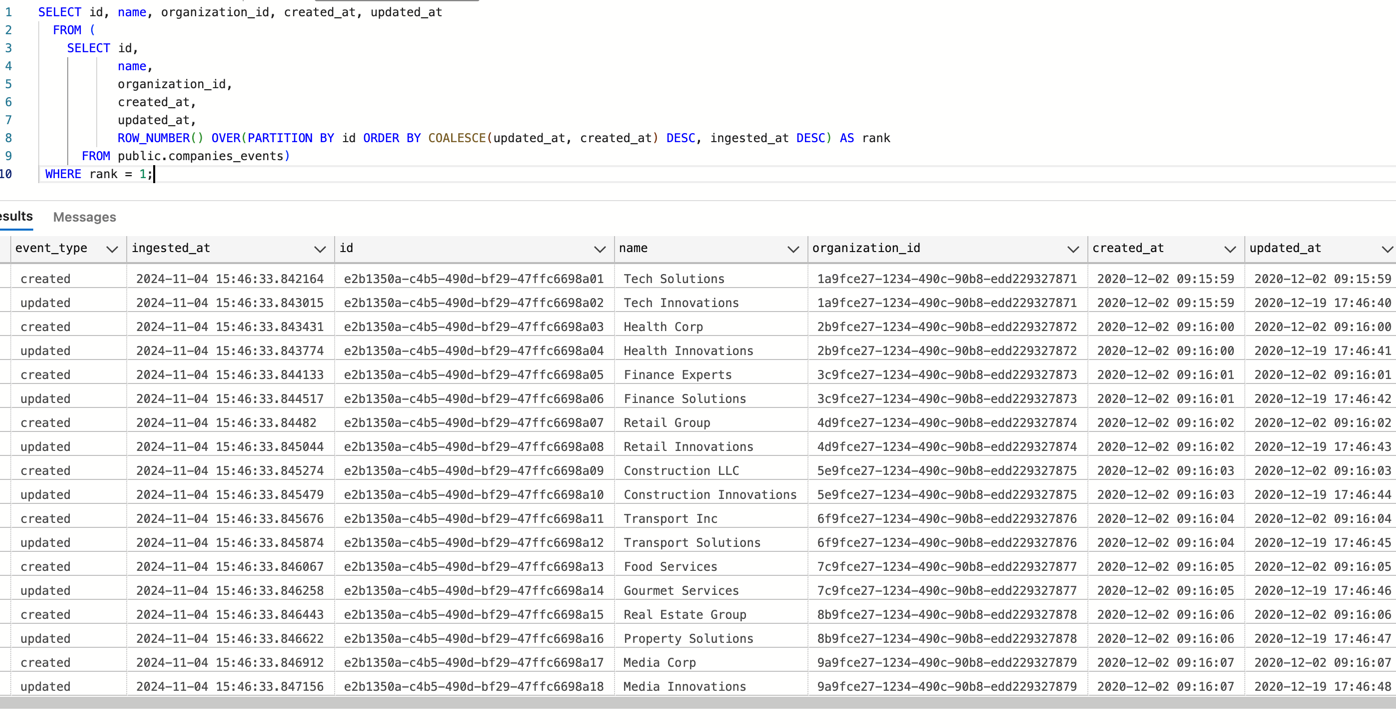 1 SELECT id, name, organization_id, created_at, updated_at
2 FROM (
3 SELECT id,
4 name,
5 organization_id,
6 created_at,
7 updated_at,
8 ROW_NUMBER() OVER(PARTITION BY id ORDER BY COALESCE(updated_at, created_at) DESC, ingested_at DESC) AS rank
9 FROM public.companies_events)
10 WHERE rank = 1;
esults Messages
event_type ingested_at id name organization_id created_at updated_at
created 2024-11-04 15:46:33.842164 e2b1350a-c4b5-490d-bf29-47ffc6698a01 Tech Solutions 1a9fce27-1234-490c-90b8-edd229327871 2020-12-02 09:15:59 2020-12-02 09:15:59
updated 2024-11-04 15:46:33.843015 e2b1350a-c4b5-490d-bf29-47ffc6698a02 Tech Innovations 1a9fce27-1234-490c-90b8-edd229327871 2020-12-02 09:15:59 2020-12-19 17:46:40
created 2024-11-04 15:46:33.843431 e2b1350a-c4b5-490d-bf29-47ffc6698a03 Health Corp 2b9fce27-1234-490c-90b8-edd229327872 2020-12-02 09:16:00 2020-12-02 09:16:00
updated 2024-11-04 15:46:33.843774 e2b1350a-c4b5-490d-bf29-47ffc6698a04 Health Innovations 2b9fce27-1234-490c-90b8-edd229327872 2020-12-02 09:16:00 2020-12-19 17:46:41
created 2024-11-04 15:46:33.844133 e2b1350a-c4b5-490d-bf29-47ffc6698a05 Finance Experts 3c9fce27-1234-490c-90b8-edd229327873 2020-12-02 09:16:01 2020-12-02 09:16:01
updated 2024-11-04 15:46:33.844517 e2b1350a-c4b5-490d-bf29-47ffc6698a06 Finance Solutions 3c9fce27-1234-490c-90b8-edd229327873 2020-12-02 09:16:01 2020-12-19 17:46:42
created 2024-11-04 15:46:33.84482 e2b1350a-c4b5-490d-bf29-47ffc6698a07 Retail Group 4d9fce27-1234-490c-90b8-edd229327874 2020-12-02 09:16:02 2020-12-02 09:16:02
updated 2024-11-04 15:46:33.845044 e2b1350a-c4b5-490d-bf29-47ffc6698a08 Retail Innovations 4d9fce27-1234-490c-90b8-edd229327874 2020-12-02 09:16:02 2020-12-19 17:46:43
created 2024-11-04 15:46:33.845274 e2b1350a-c4b5-490d-bf29-47ffc6698a09 Construction LLC 5e9fce27-1234-490c-90b8-edd229327875 2020-12-02 09:16:03 2020-12-02 09:16:03
updated 2024-11-04 15:46:33.845479 e2b1350a-c4b5-490d-bf29-47ffc6698a10 Construction Innovations 5e9fce27-1234-490c-90b8-edd229327875 2020-12-02 09:16:03 2020-12-19 17:46:44
created 2024-11-04 15:46:33.845676 e2b1350a-c4b5-490d-bf29-47ffc6698a11 Transport Inc 6f9fce27-1234-490c-90b8-edd229327876 2020-12-02 09:16:04 2020-12-02 09:16:04
updated 2024-11-04 15:46:33.845874 e2b1350a-c4b5-490d-bf29-47ffc6698a12 Transport Solutions 6f9fce27-1234-490c-90b8-edd229327876 2020-12-02 09:16:04 2020-12-19 17:46:45
created 2024-11-04 15:46:33.846067 e2b1350a-c4b5-490d-bf29-47ffc6698a13 Food Services 7c9fce27-1234-490c-90b8-edd229327877 2020-12-02 09:16:05 2020-12-02 09:16:05
updated 2024-11-04 15:46:33.846258 e2b1350a-c4b5-490d-bf29-47ffc6698a14 Gourmet Services 7c9fce27-1234-490c-90b8-edd229327877 2020-12-02 09:16:05 2020-12-19 17:46:46
created 2024-11-04 15:46:33.846443 e2b1350a-c4b5-490d-bf29-47ffc6698a15 Real Estate Group 8b9fce27-1234-490c-90b8-edd229327878 2020-12-02 09:16:06 2020-12-02 09:16:06
updated 2024-11-04 15:46:33.846622 e2b1350a-c4b5-490d-bf29-47ffc6698a16 Property Solutions 8b9fce27-1234-490c-90b8-edd229327878 2020-12-02 09:16:06 2020-12-19 17:46:47
created 2024-11-04 15:46:33.846912 e2b1350a-c4b5-490d-bf29-47ffc6698a17 Media Corp 9a9fce27-1234-490c-90b8-edd229327879 2020-12-02 09:16:07 2020-12-02 09:16:07
updated 2024-11-04 15:46:33.847156 e2b1350a-c4b5-490d-bf29-47ffc6698a18 Media Innovations 9a9fce27-1234-490c-90b8-edd229327879 2020-12-02 09:16:07 2020-12-19 17:46:48